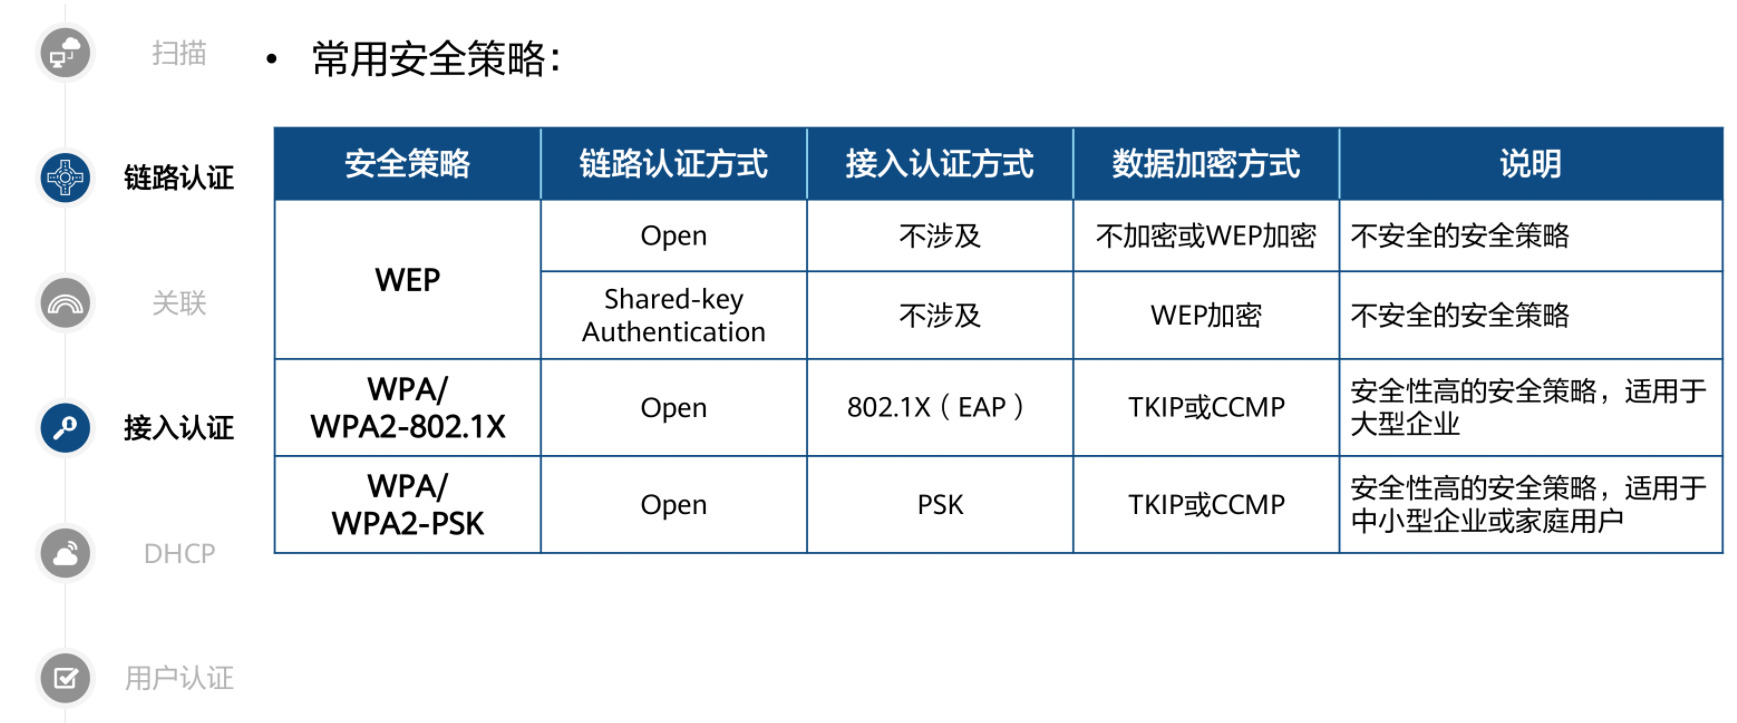 扫描
链路认证
关联
接入认证
DHCP
用户认证
• 常用安全策略：
安全策略 链路认证方式 接入认证方式 数据加密方式 说明
WEP
Open 不涉及 不加密或WEP加密 不安全的安全策略
Shared-key
Authentication
不涉及 WEP加密 不安全的安全策略
WPA/
WPA2-802.1X
Open 802.1X（EAP） TKIP或CCMP
安全性高的安全策略，适用于
大型企业
WPA/
WPA2-PSK
Open PSK TKIP或CCMP
安全性高的安全策略，适用于
中小型企业或家庭用户